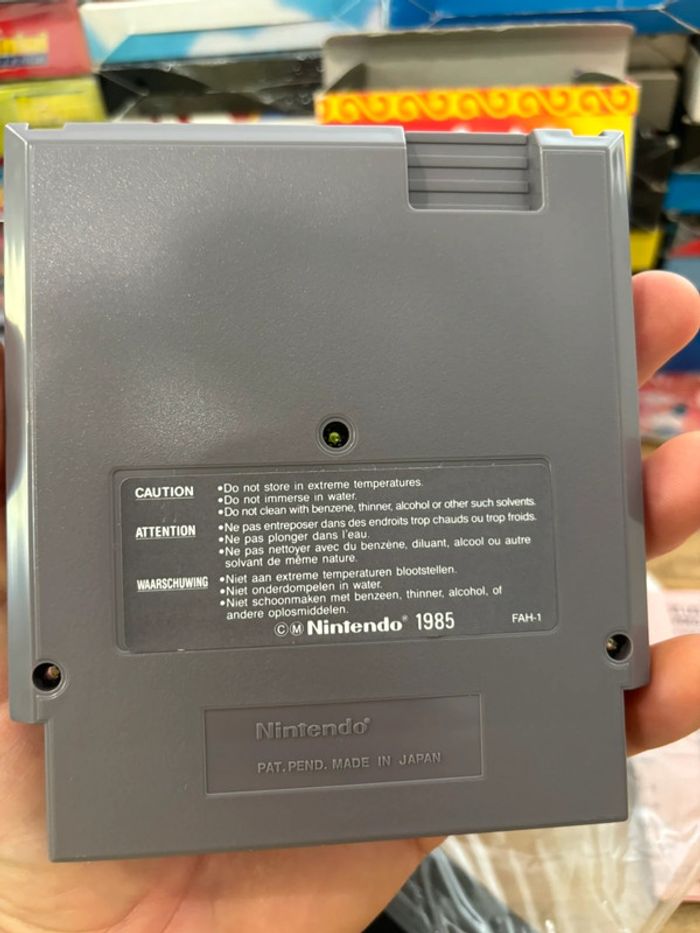 CAUTION
•Do not store in extreme temperatures.
•Do not immerse in water.
•Do not clean with benzene, thinner, alcohol or other such solvents.
ATTENTION
•Ne pas entreposer dans des endroits trop chauds ou trop froids.
•Ne pas plonger dans l'eau.
•Ne pas nettoyer avec du benzène, diluant, alcool ou autre
solvant de même nature.
WAARSCHUWING
•Niet aan extreme temperaturen blootstellen.
•Niet onderdompelen in water.
•Niet schoonmaken met benzeen, thinner, alcohol, of
andere oplosmiddelen.
©Ⓜ Nintendo® 1985
FAH-1
Nintendo®
PAT. PEND. MADE IN JAPAN